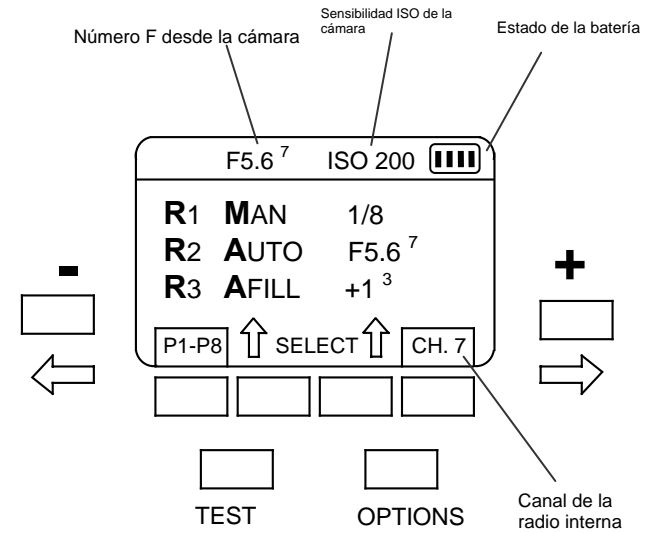 Número F desde la cámara
Sensibilidad ISO de la
cámara
Estado de la batería
F5.6 7 ISO 200
R1 MAN 1/8
R2 AUTO F5.6 7
R3 AFILL +1 3
- +
P1-P8 SELECT CH. 7
TEST OPTIONS
Canal de la
radio interna